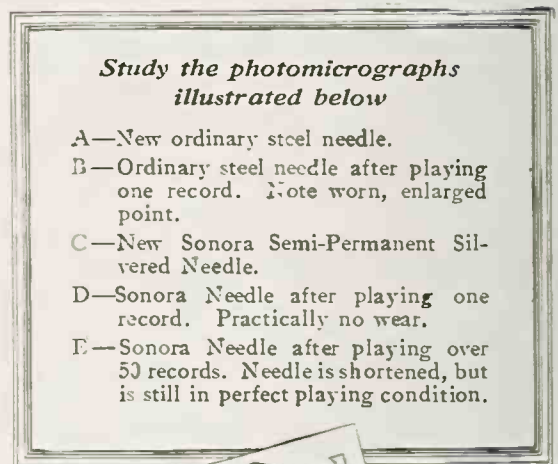 Study the photomicrographs
illustrated below
A—New ordinary steel needle.
B—Ordinary steel needle after playing
one record. Note worn, enlarged
point.
C—New Sonora Semi-Permanent Sil-
vered Needle.
D—Sonora Needle after playing one
record. Practically no wear.
E—Sonora Needle after playing over
50 records. Needle is shortened, but
is still in perfect playing condition.